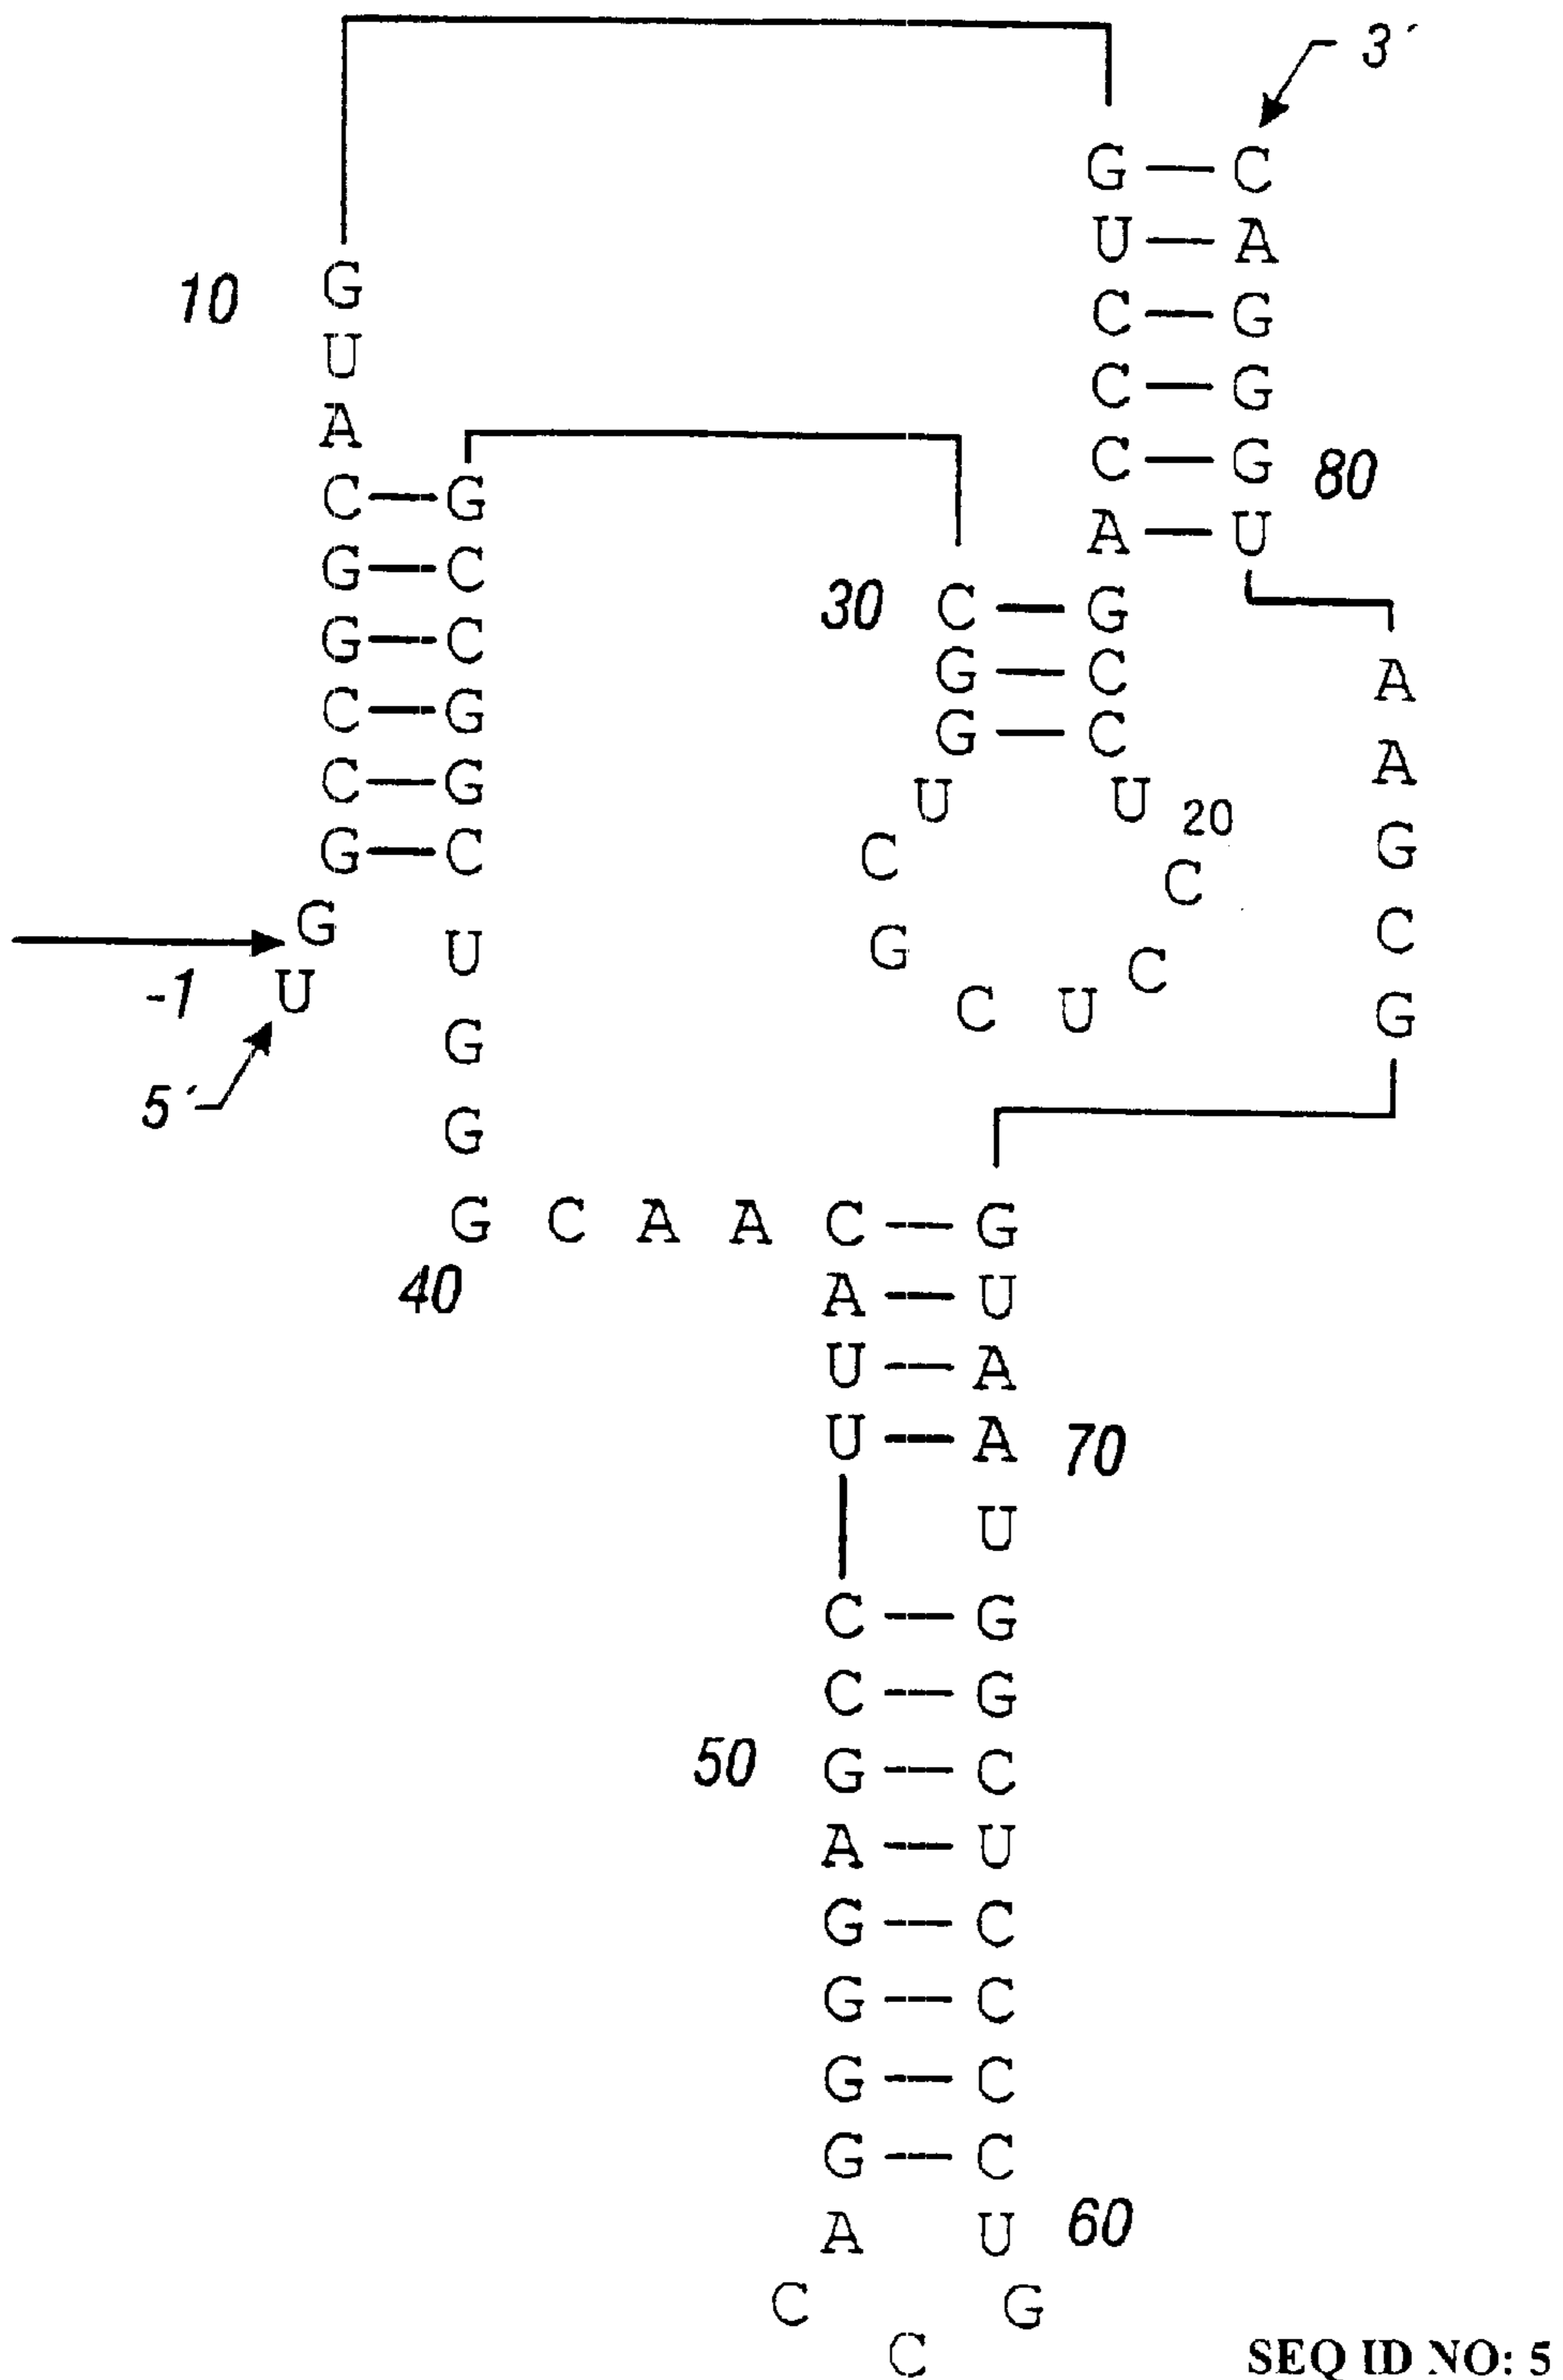 3´
G C
U A
10 G C G
U C G
A C G 80
C G A U
G C 30 C G
G C G C A
C G G C
C G U U 20 A
G C C C G
G U G C C
-1 U C U G
5´ G
G
G C A A C G
40 A U
U A
U A 70
U
C G
C G
50 G C
A U
G C
G C
G C
G C
A U 60
C G
C
SEQ ID NO: 5